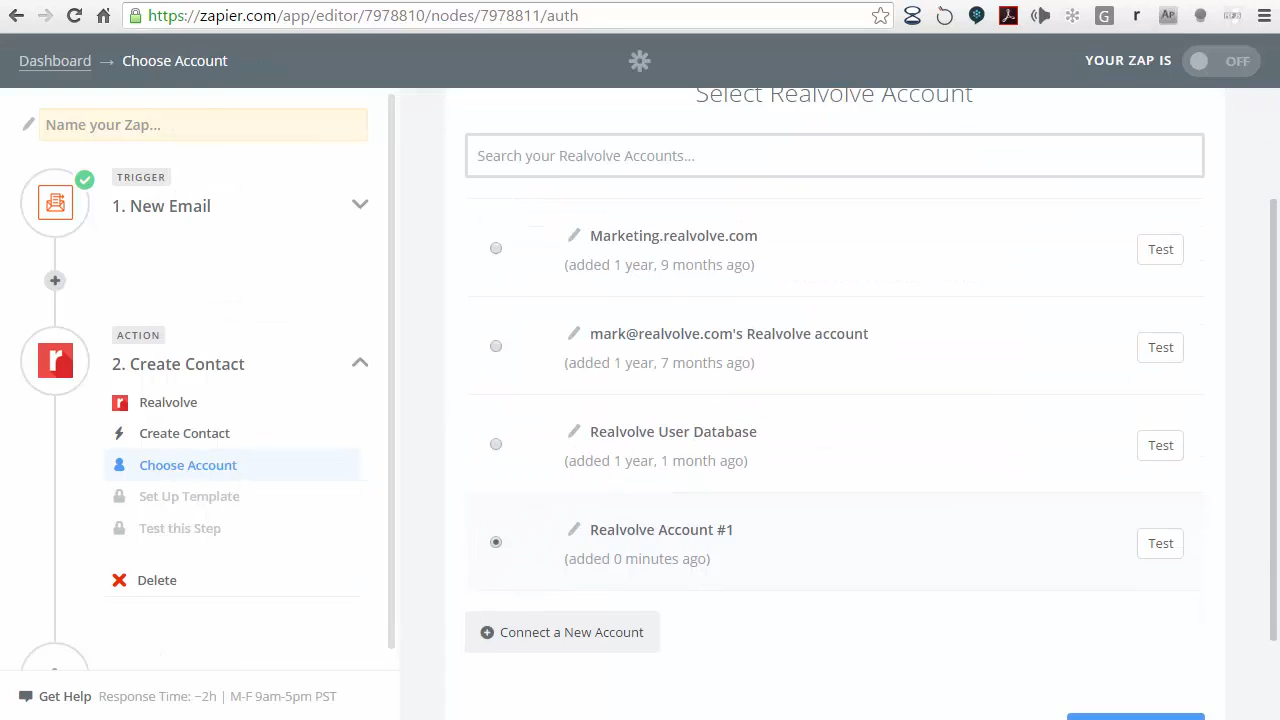 https://zapier.com/app/editor/7978810/nodes/7978811/auth
Dashboard → Choose Account
YOUR ZAP IS
OFF
Name your Zap...
TRIGGER
1. New Email
ACTION
2. Create Contact
Realvolve
Create Contact
Choose Account
Set Up Template
Test this Step
Delete
Get Help Response Time: ~2h | M-F 9am-5pm PST
Select Realvolve Account
Search your Realvolve Accounts...
Marketing.realvolve.com
(added 1 year, 9 months ago)
Test
mark@realvolve.com's Realvolve account
(added 1 year, 7 months ago)
Test
Realvolve User Database
(added 1 year, 1 month ago)
Test
Realvolve Account #1
(added 0 minutes ago)
Test
Connect a New Account